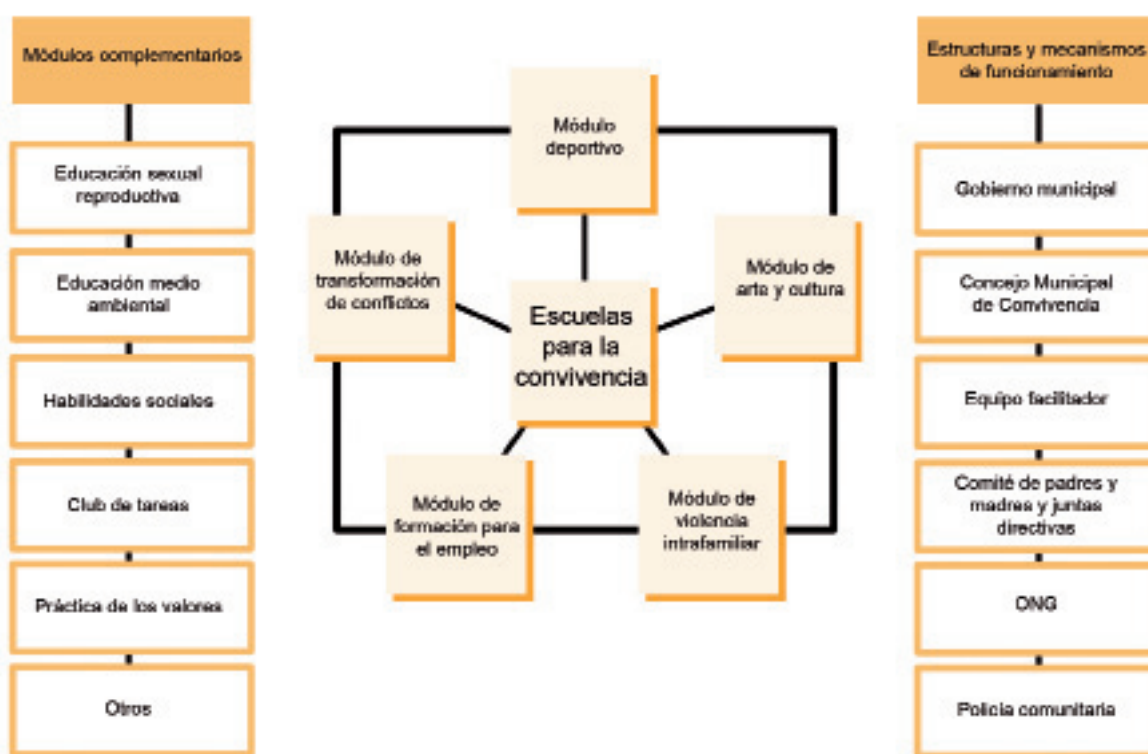 Módulos complementarios
Educación sexual
reproductiva
Educación medio
ambiental
Habilidades sociales
Club de tareas
Práctica de los valores
Otros
Módulo
deportivo
Módulo de
transformación
de conflictos
Módulo de
arte y cultura
Escuelas
para la
convivencia
Módulo de
formación para
el empleo
Módulo de
violencia
intrafamiliar
Estructuras y mecanismos
de funcionamiento
Gobierno municipal
Concejo Municipal
de Convivencia
Equipo facilitador
Comité de padres y
madres y juntas
directivas
ONG
Policía comunitaria